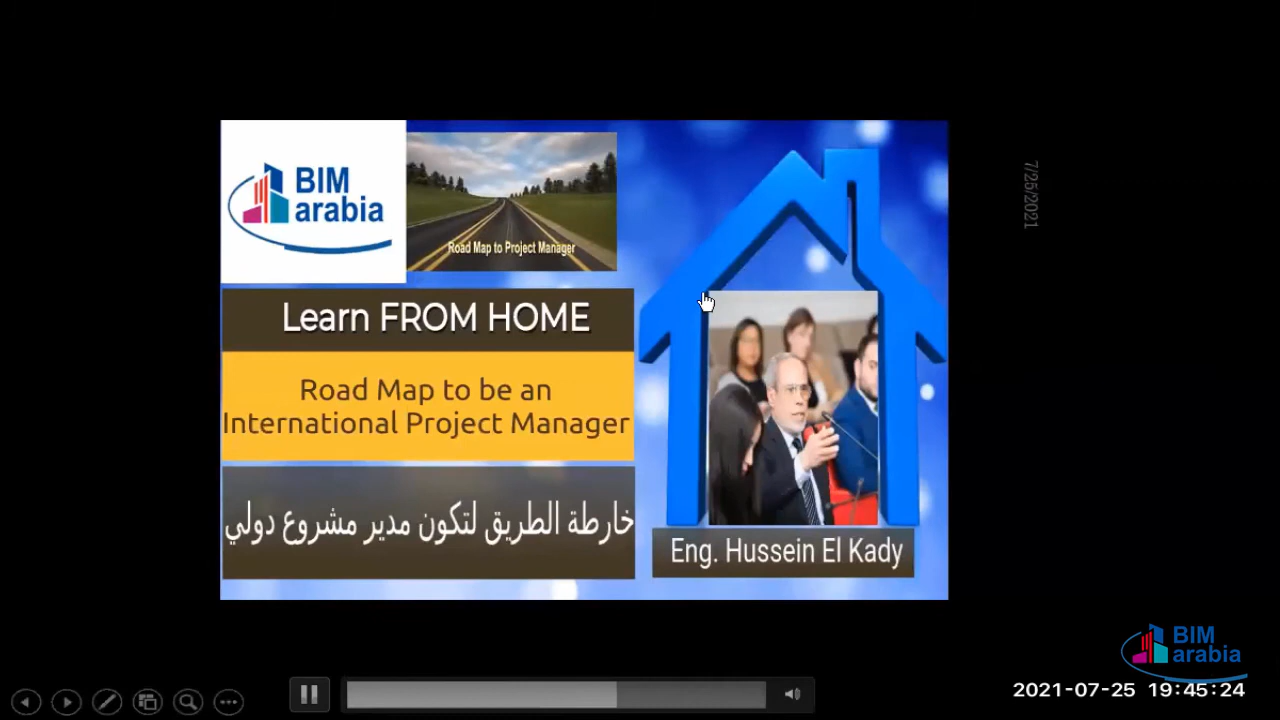 BIM
arabia
Road Map to Project Manager
Learn FROM HOME
Road Map to be an
International Project Manager
خارطة الطريق لتكون مدير مشروع دولي
Eng. Hussein El Kady
7/25/2021
BIM
arabia
2021-07-25 19:45:24